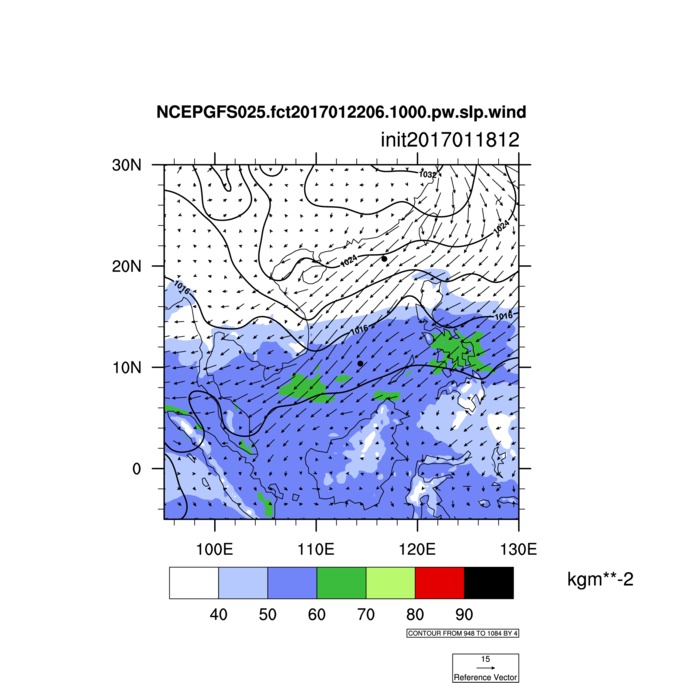 NCEPGFS025.fct2017012206.1000.pw.slp.wind
init2017011812
30N
1032
1024
1024
20N
1016
1016
1016
10N
0
100E 110E 120E 130E
kgm**-2
40 50 60 70 80 90
CONTOUR FROM 948 TO 1084 BY 4
15
Reference Vector